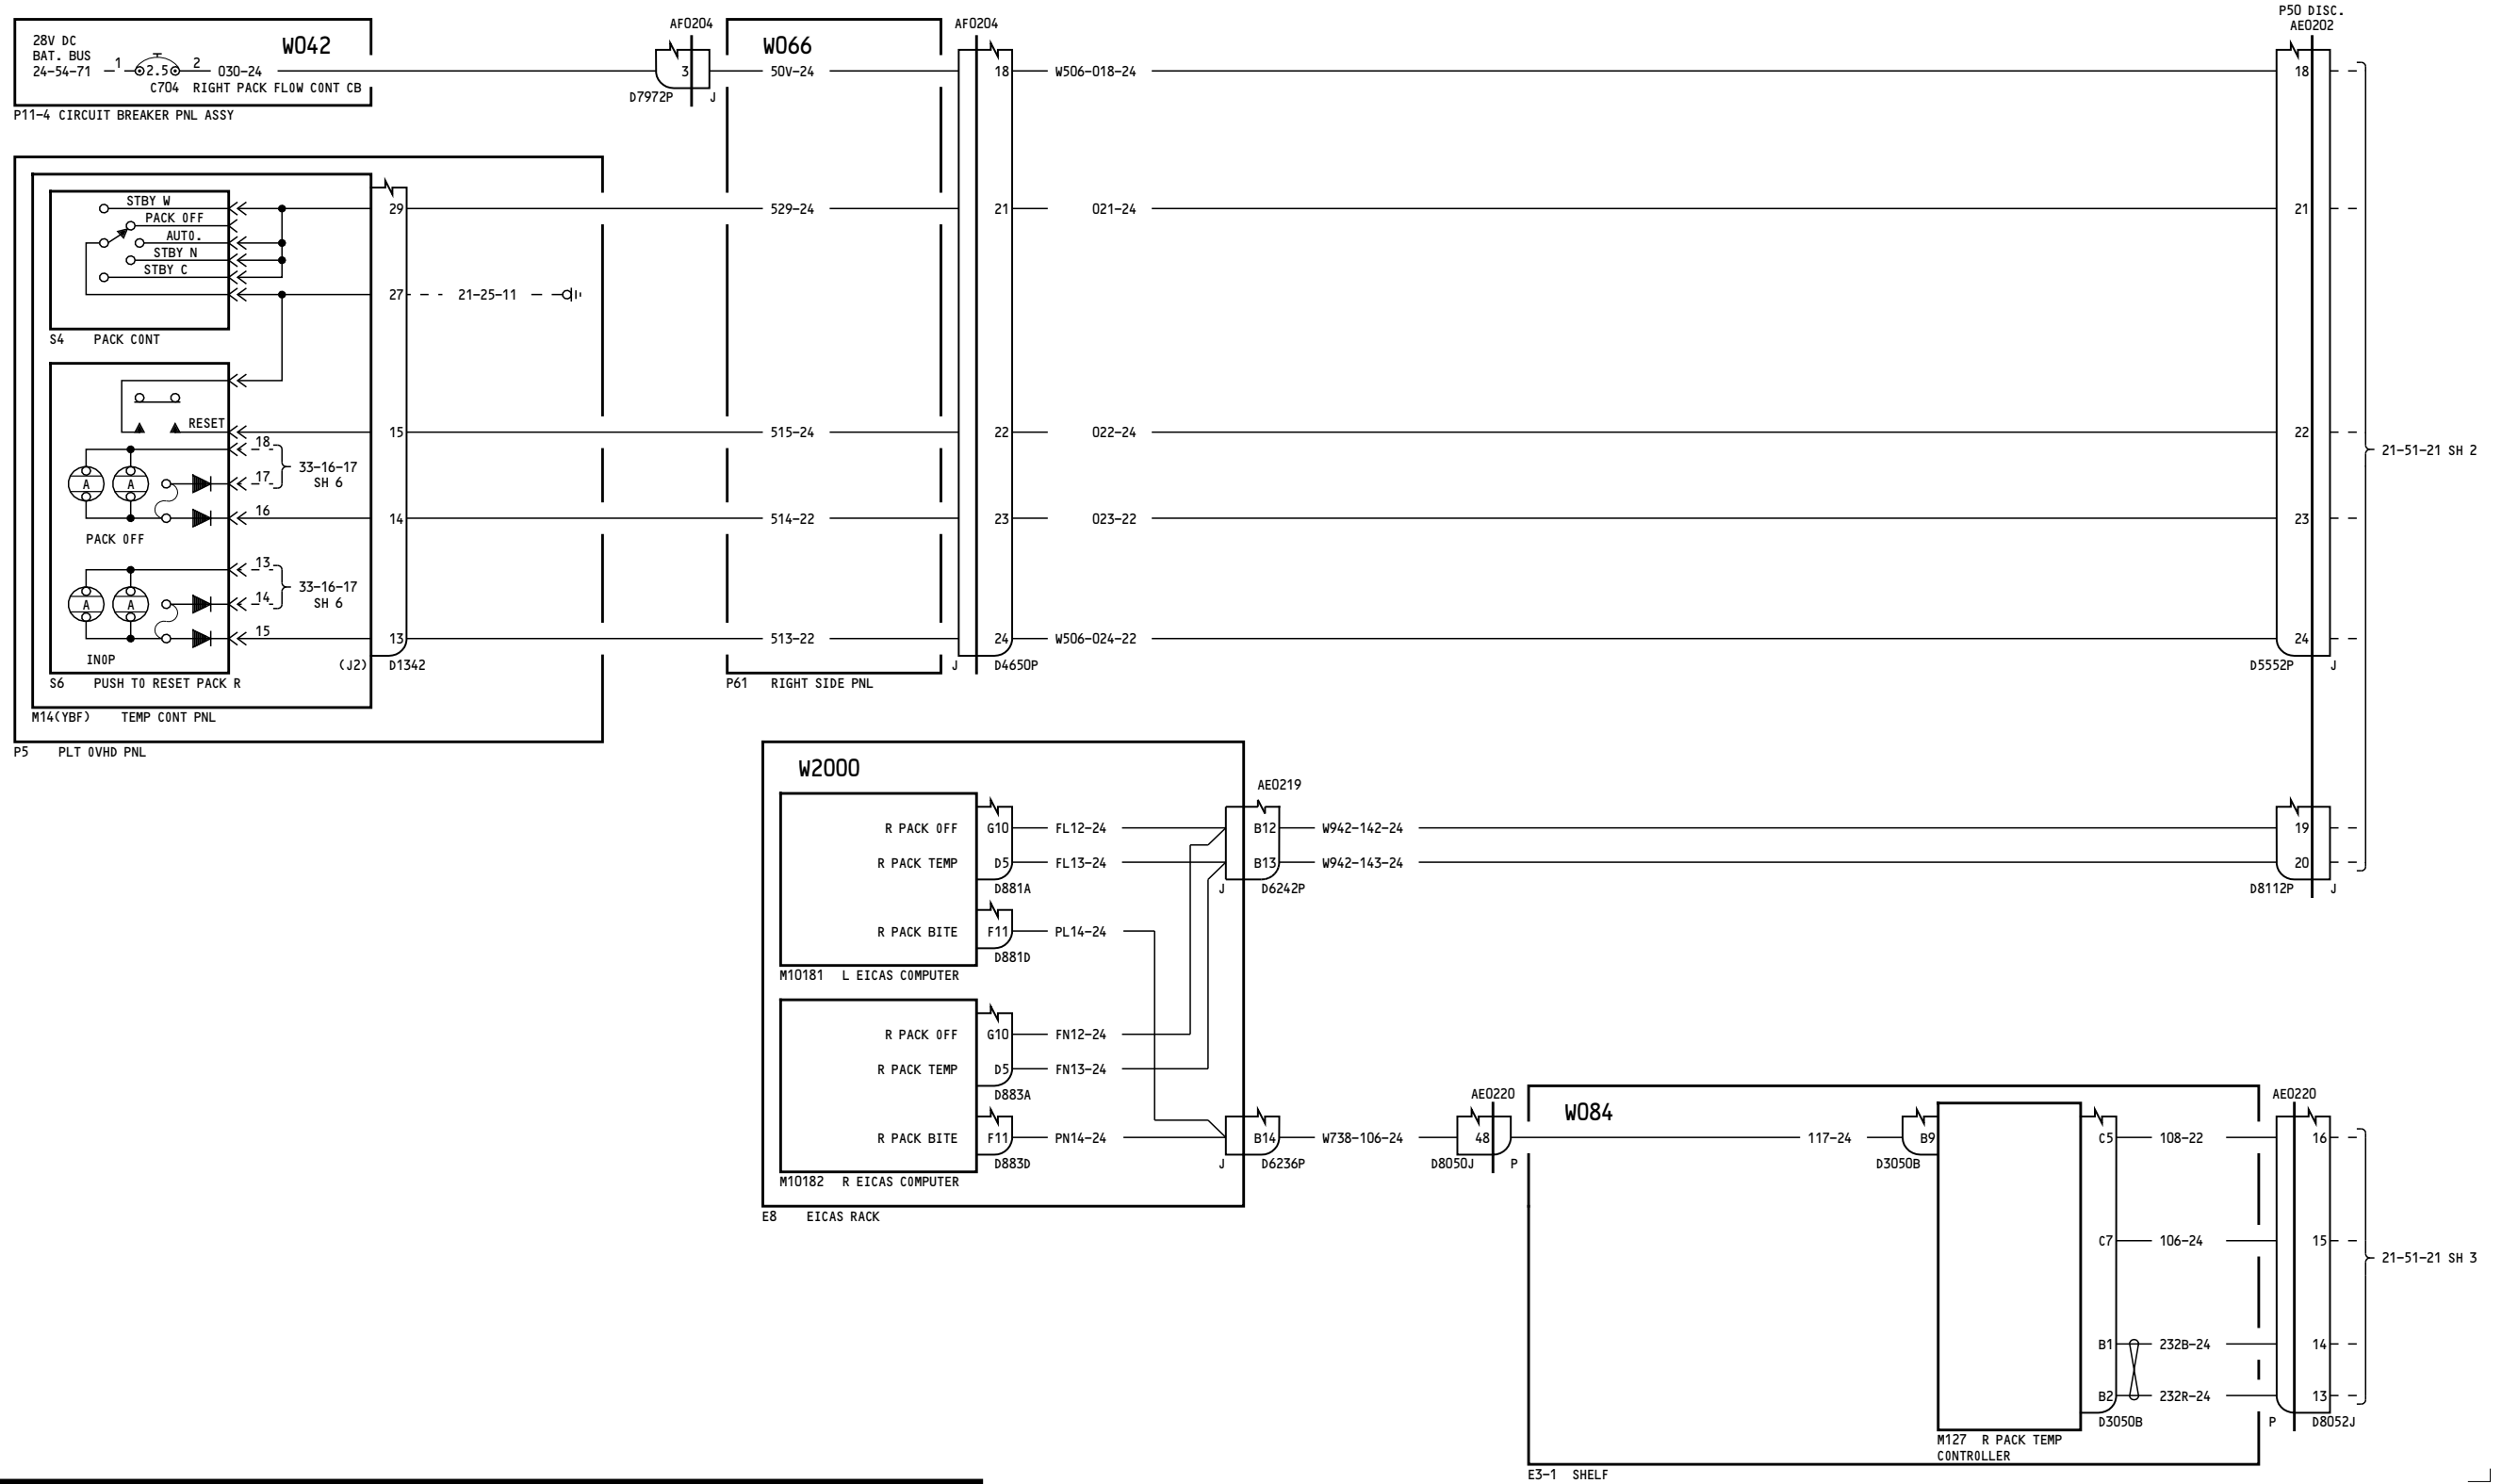 28V DC
BAT. BUS
24-54-71
1
2.5
2
030-24
W042
C704 RIGHT PACK FLOW CONT CB
P11-4 CIRCUIT BREAKER PNL ASSY
AF0204
3
D7972P
J
W066
50V-24
AF0204
18
W506-018-24
P50 DISC.
AE0202
18
STBY W
PACK OFF
AUTO.
STBY N
STBY C
29
529-24
21
021-24
21
27
21-25-11
S4 PACK CONT
RESET
15
515-24
22
022-24
22
21-51-21 SH 2
18
17
33-16-17
SH 6
A
A
16
14
514-22
23
023-22
23
PACK OFF
13
14
33-16-17
SH 6
A
A
15
13
513-22
24
W506-024-22
24
INOP
(J2)
D1342
J
D4650P
D5552P
J
S6 PUSH TO RESET PACK R
P61 RIGHT SIDE PNL
M14(YBF) TEMP CONT PNL
P5 PLT OVHD PNL
W2000
AE0219
R PACK OFF
G10
FL12-24
B12
W942-142-24
19
R PACK TEMP
D5
FL13-24
B13
W942-143-24
20
D881A
J
D6242P
D8112P
J
R PACK BITE
F11
PL14-24
D881D
M10181 L EICAS COMPUTER
R PACK OFF
G10
FN12-24
R PACK TEMP
D5
FN13-24
D883A
R PACK BITE
F11
PN14-24
B14
W738-106-24
D883D
J
D6236P
M10182 R EICAS COMPUTER
E8 EICAS RACK
AE0220
48
D8050J
P
W084
117-24
B9
D3050B
C5
108-22
AE0220
16
C7
106-24
15
21-51-21 SH 3
B1
232B-24
14
B2
232R-24
13
D3050B
P
D8052J
M127 R PACK TEMP
CONTROLLER
E3-1 SHELF